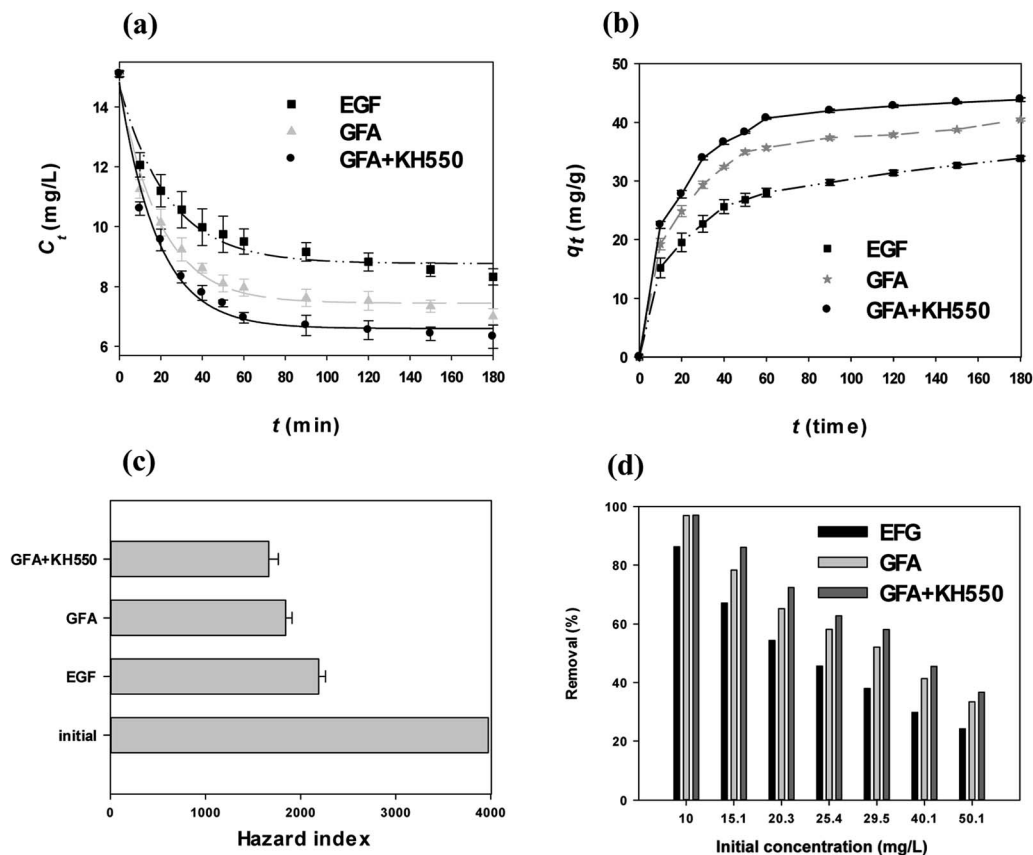 (a)
C_t (mg/L)
14
12
10
8
6
EGF
GFA
GFA+KH550
0 20 40 60 80 100 120 140 160 180
t (min)
(b)
q_t (mg/g)
50
40
30
20
10
0
EGF
GFA
GFA+KH550
0 20 40 60 80 100 120 140 160 180
t (time)
(c)
GFA+KH550
GFA
EGF
initial
0 1000 2000 3000 4000
Hazard index
(d)
Removal (%)
100
80
60
40
20
0
EFG
GFA
GFA+KH550
10 15.1 20.3 25.4 29.5 40.1 50.1
Initial concentration (mg/L)